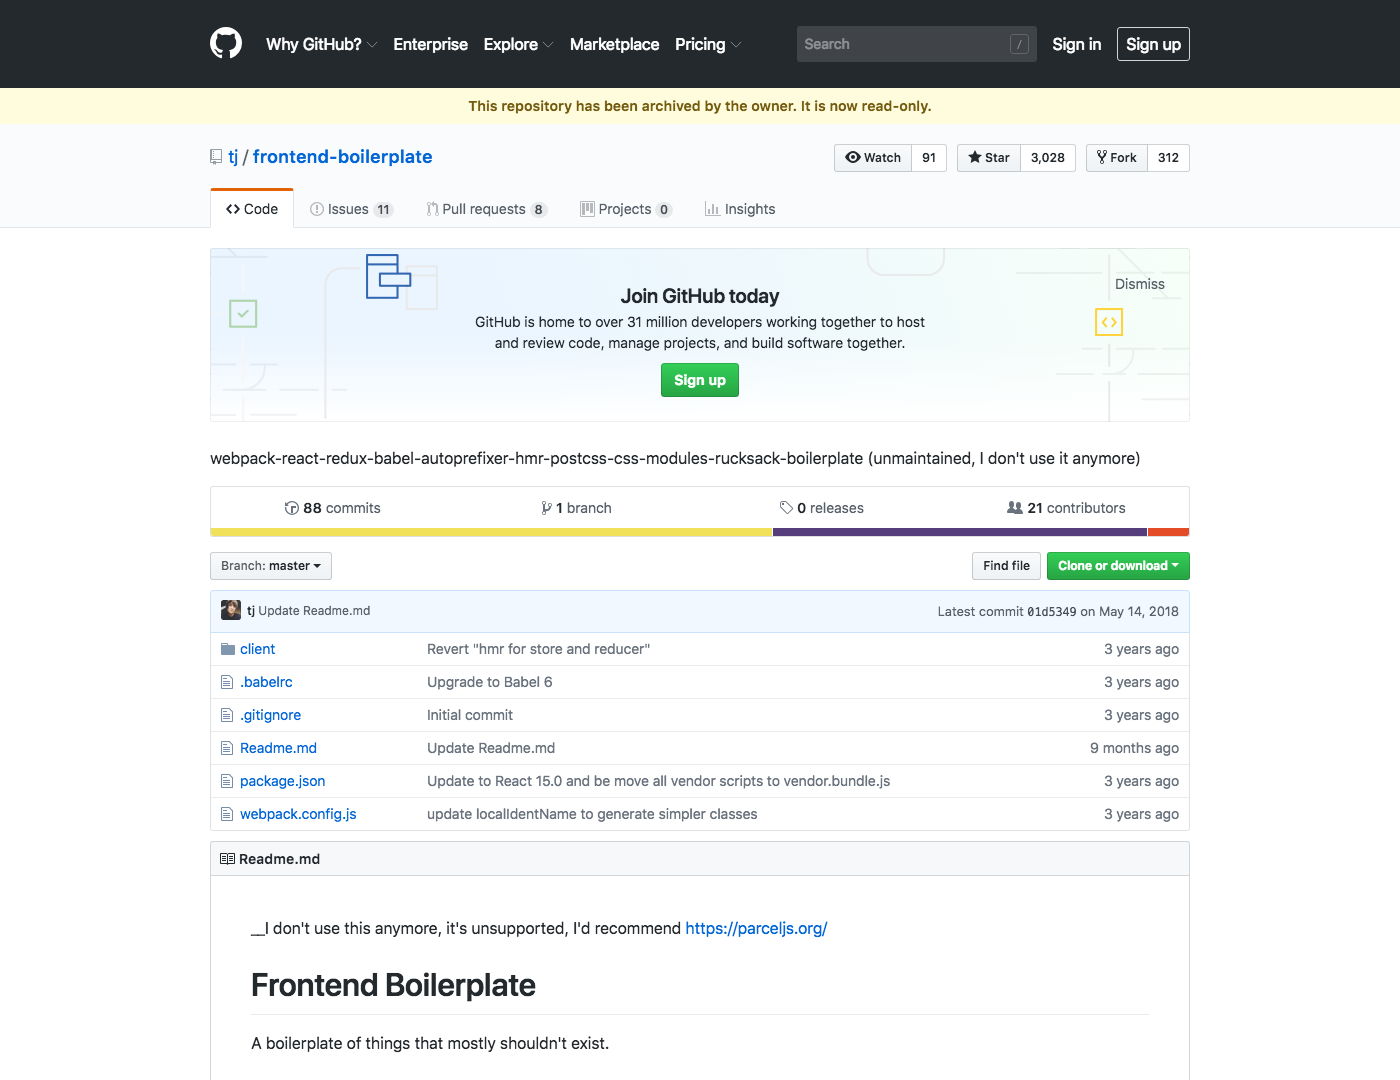 Why GitHub? Enterprise Explore Marketplace Pricing Search / Sign in Sign up
This repository has been archived by the owner. It is now read-only.
tj / frontend-boilerplate Watch 91 Star 3,028 Fork 312
Code Issues 11 Pull requests 8 Projects 0 Insights
Dismiss
Join GitHub today
GitHub is home to over 31 million developers working together to host
and review code, manage projects, and build software together.
Sign up
webpack-react-redux-babel-autoprefixer-hmr-postcss-css-modules-rucksack-boilerplate (unmaintained, I don't use it anymore)
88 commits 1 branch 0 releases 21 contributors
Branch: master Find file Clone or download
tj Update Readme.md Latest commit 01d5349 on May 14, 2018
client Revert "hmr for store and reducer" 3 years ago
.babelrc Upgrade to Babel 6 3 years ago
.gitignore Initial commit 3 years ago
Readme.md Update Readme.md 9 months ago
package.json Update to React 15.0 and be move all vendor scripts to vendor.bundle.js 3 years ago
webpack.config.js update localIdentName to generate simpler classes 3 years ago
Readme.md
__I don't use this anymore, it's unsupported, I'd recommend https://parceljs.org/
Frontend Boilerplate
A boilerplate of things that mostly shouldn't exist.